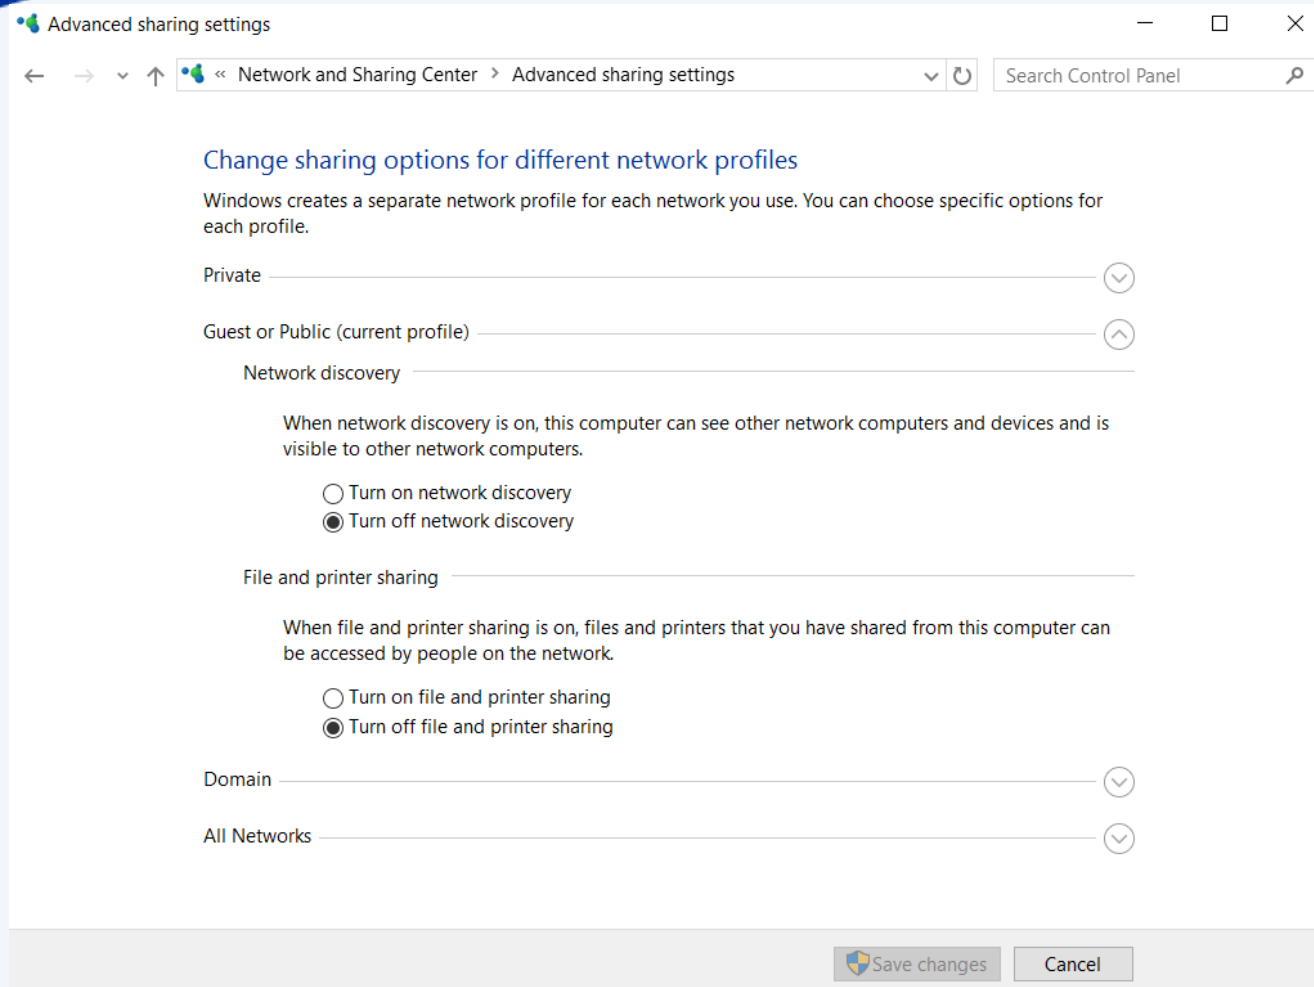 Advanced sharing settings
« Network and Sharing Center > Advanced sharing settings
Search Control Panel
Change sharing options for different network profiles
Windows creates a separate network profile for each network you use. You can choose specific options for
each profile.
Private
Guest or Public (current profile)
Network discovery
When network discovery is on, this computer can see other network computers and devices and is
visible to other network computers.
Turn on network discovery
Turn off network discovery
File and printer sharing
When file and printer sharing is on, files and printers that you have shared from this computer can
be accessed by people on the network.
Turn on file and printer sharing
Turn off file and printer sharing
Domain
All Networks
Save changes
Cancel